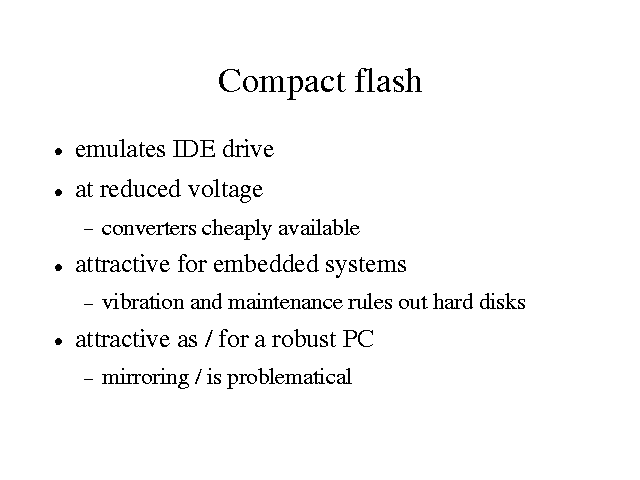 Compact flash
• emulates IDE drive
• at reduced voltage
– converters cheaply available
• attractive for embedded systems
– vibration and maintenance rules out hard disks
• attractive as / for a robust PC
– mirroring / is problematical